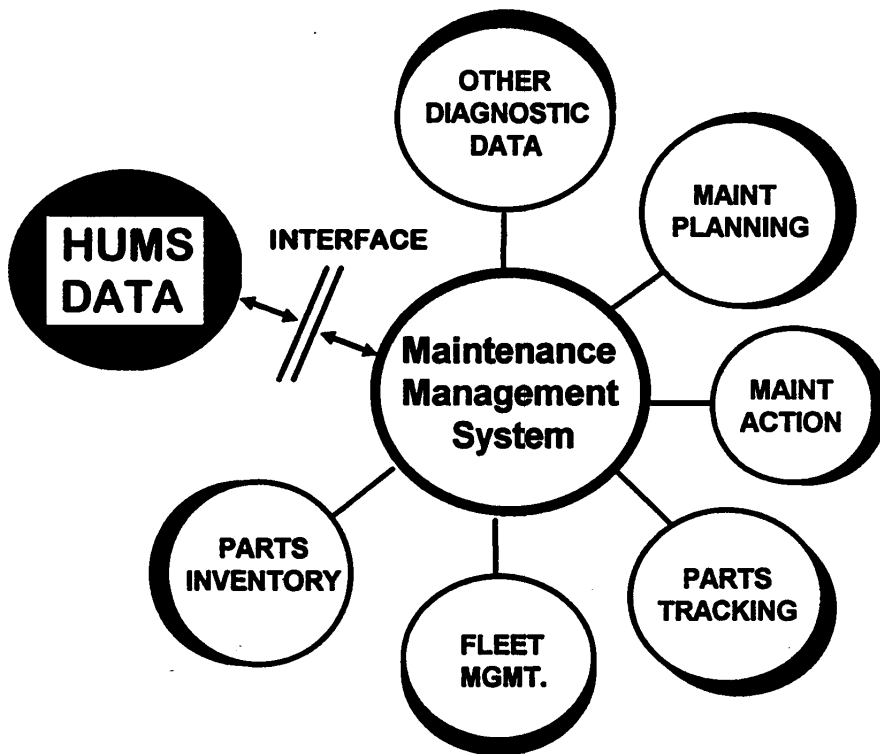 OTHER
DIAGNOSTIC
DATA
MAINT
PLANNING
HUMS
DATA
INTERFACE
Maintenance
Management
System
MAINT
ACTION
PARTS
INVENTORY
PARTS
TRACKING
FLEET
MGMT.